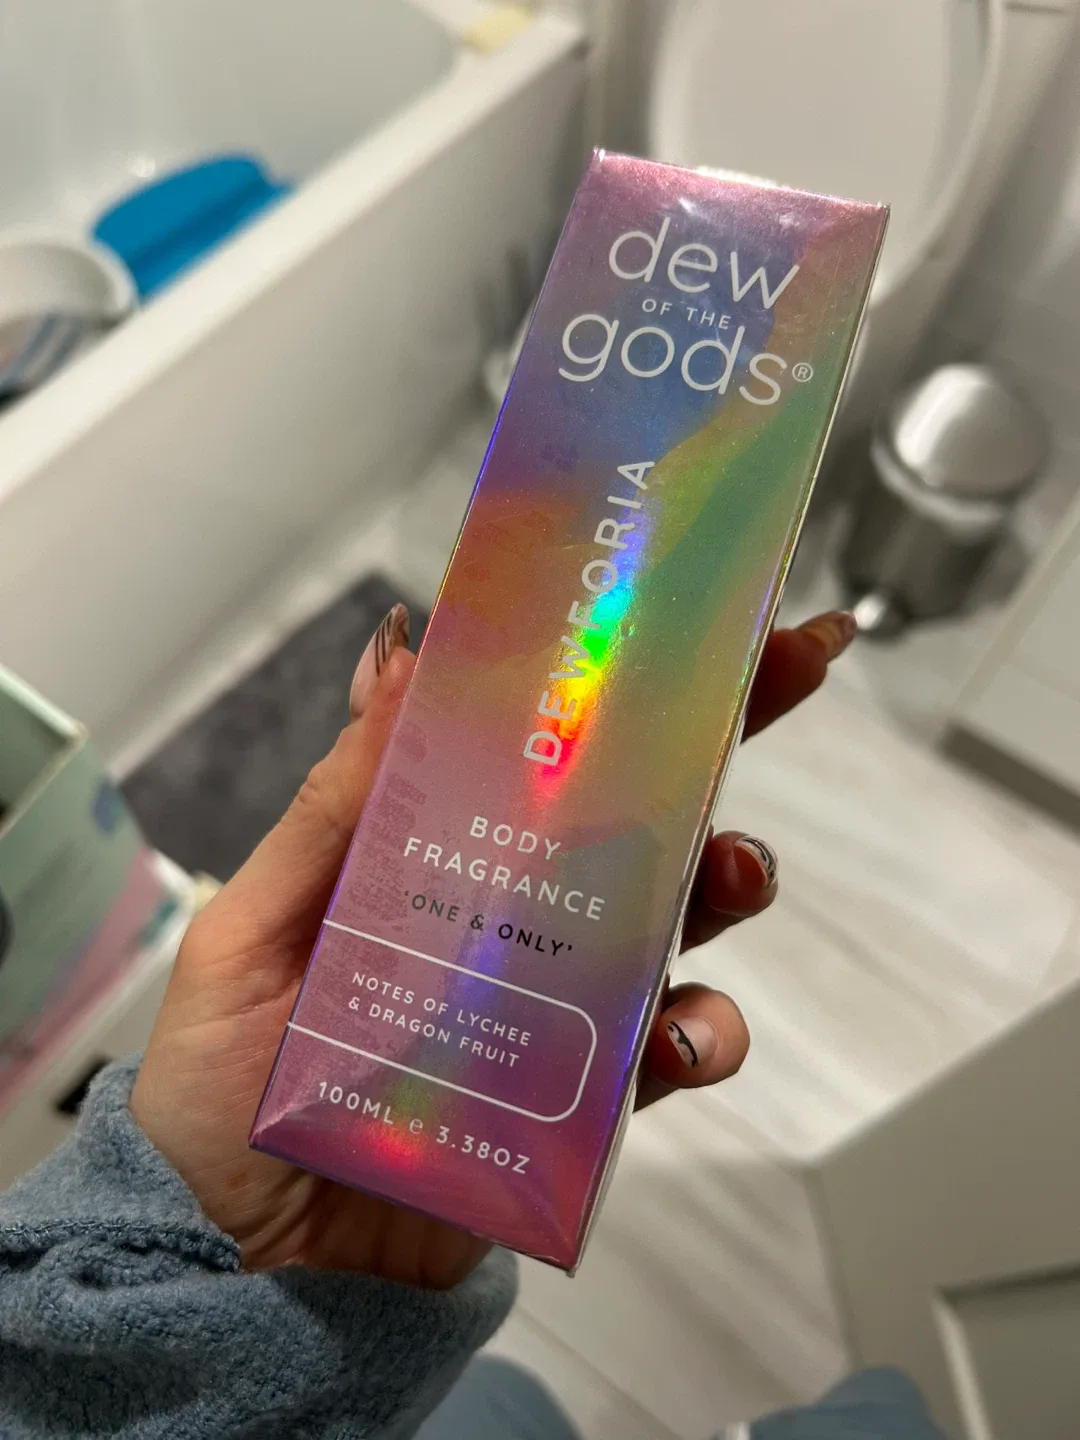 dew
OF THE
gods®
DEWFORIA
BODY
FRAGRANCE
'ONE & ONLY'
NOTES OF LYCHEE
& DRAGON FRUIT
100ML ℮ 3.38OZ